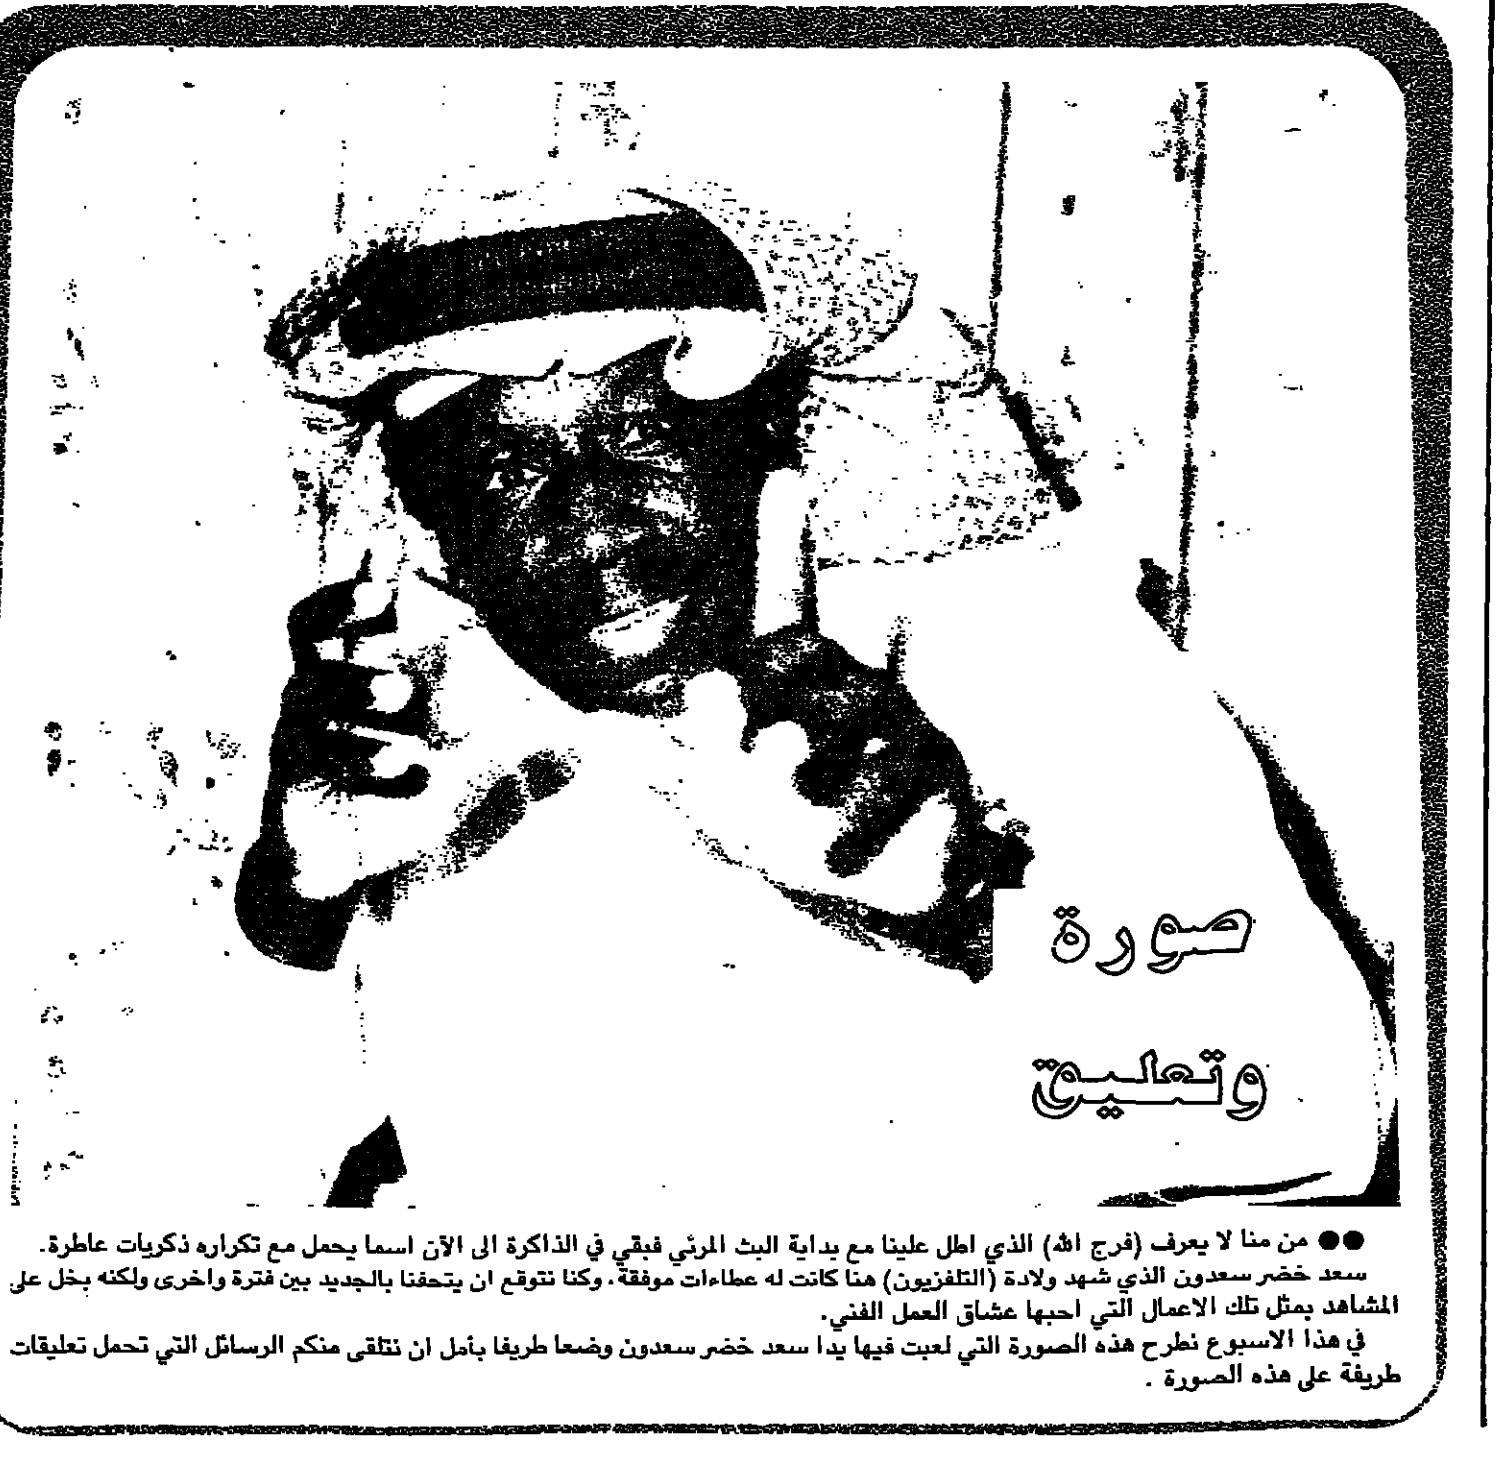 صورة
وتعليق
●● من منا لا يعرف (فرج الله) الذي اطل علينا مع بداية البث المرئي فبقي في الذاكرة الى الآن اسما يحمل مع تكراره ذكريات عاطرة.
سعد خضر سعدون الذي شهد ولادة (التلفزيون) هنا كانت له عطاءات موفقة. وكنا نتوقع ان يتحفنا بالجديد بين فترة واخرى ولكنه بخل على
المشاهد بمثل تلك الاعمال التي احبها عشاق العمل الفني.
في هذا الاسبوع نطرح هذه الصورة التي لعبت فيها يدا سعد خضر سعدون وضعا طريفا بأمل ان نتلقى منكم الرسائل التي تحمل تعليقات
طريفة على هذه الصورة .